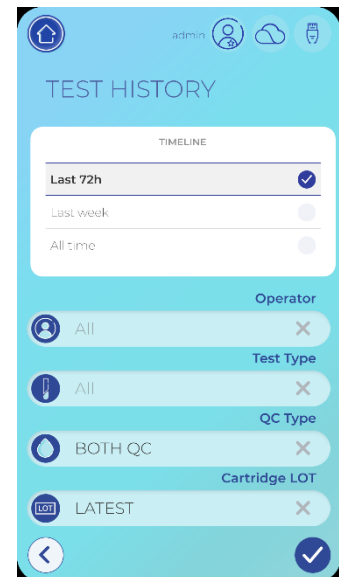 admin
TEST HISTORY
TIMELINE
Last 72h
Last week
All time
Operator
All
Test Type
All
QC Type
BOTH QC
Cartridge LOT
LOT LATEST